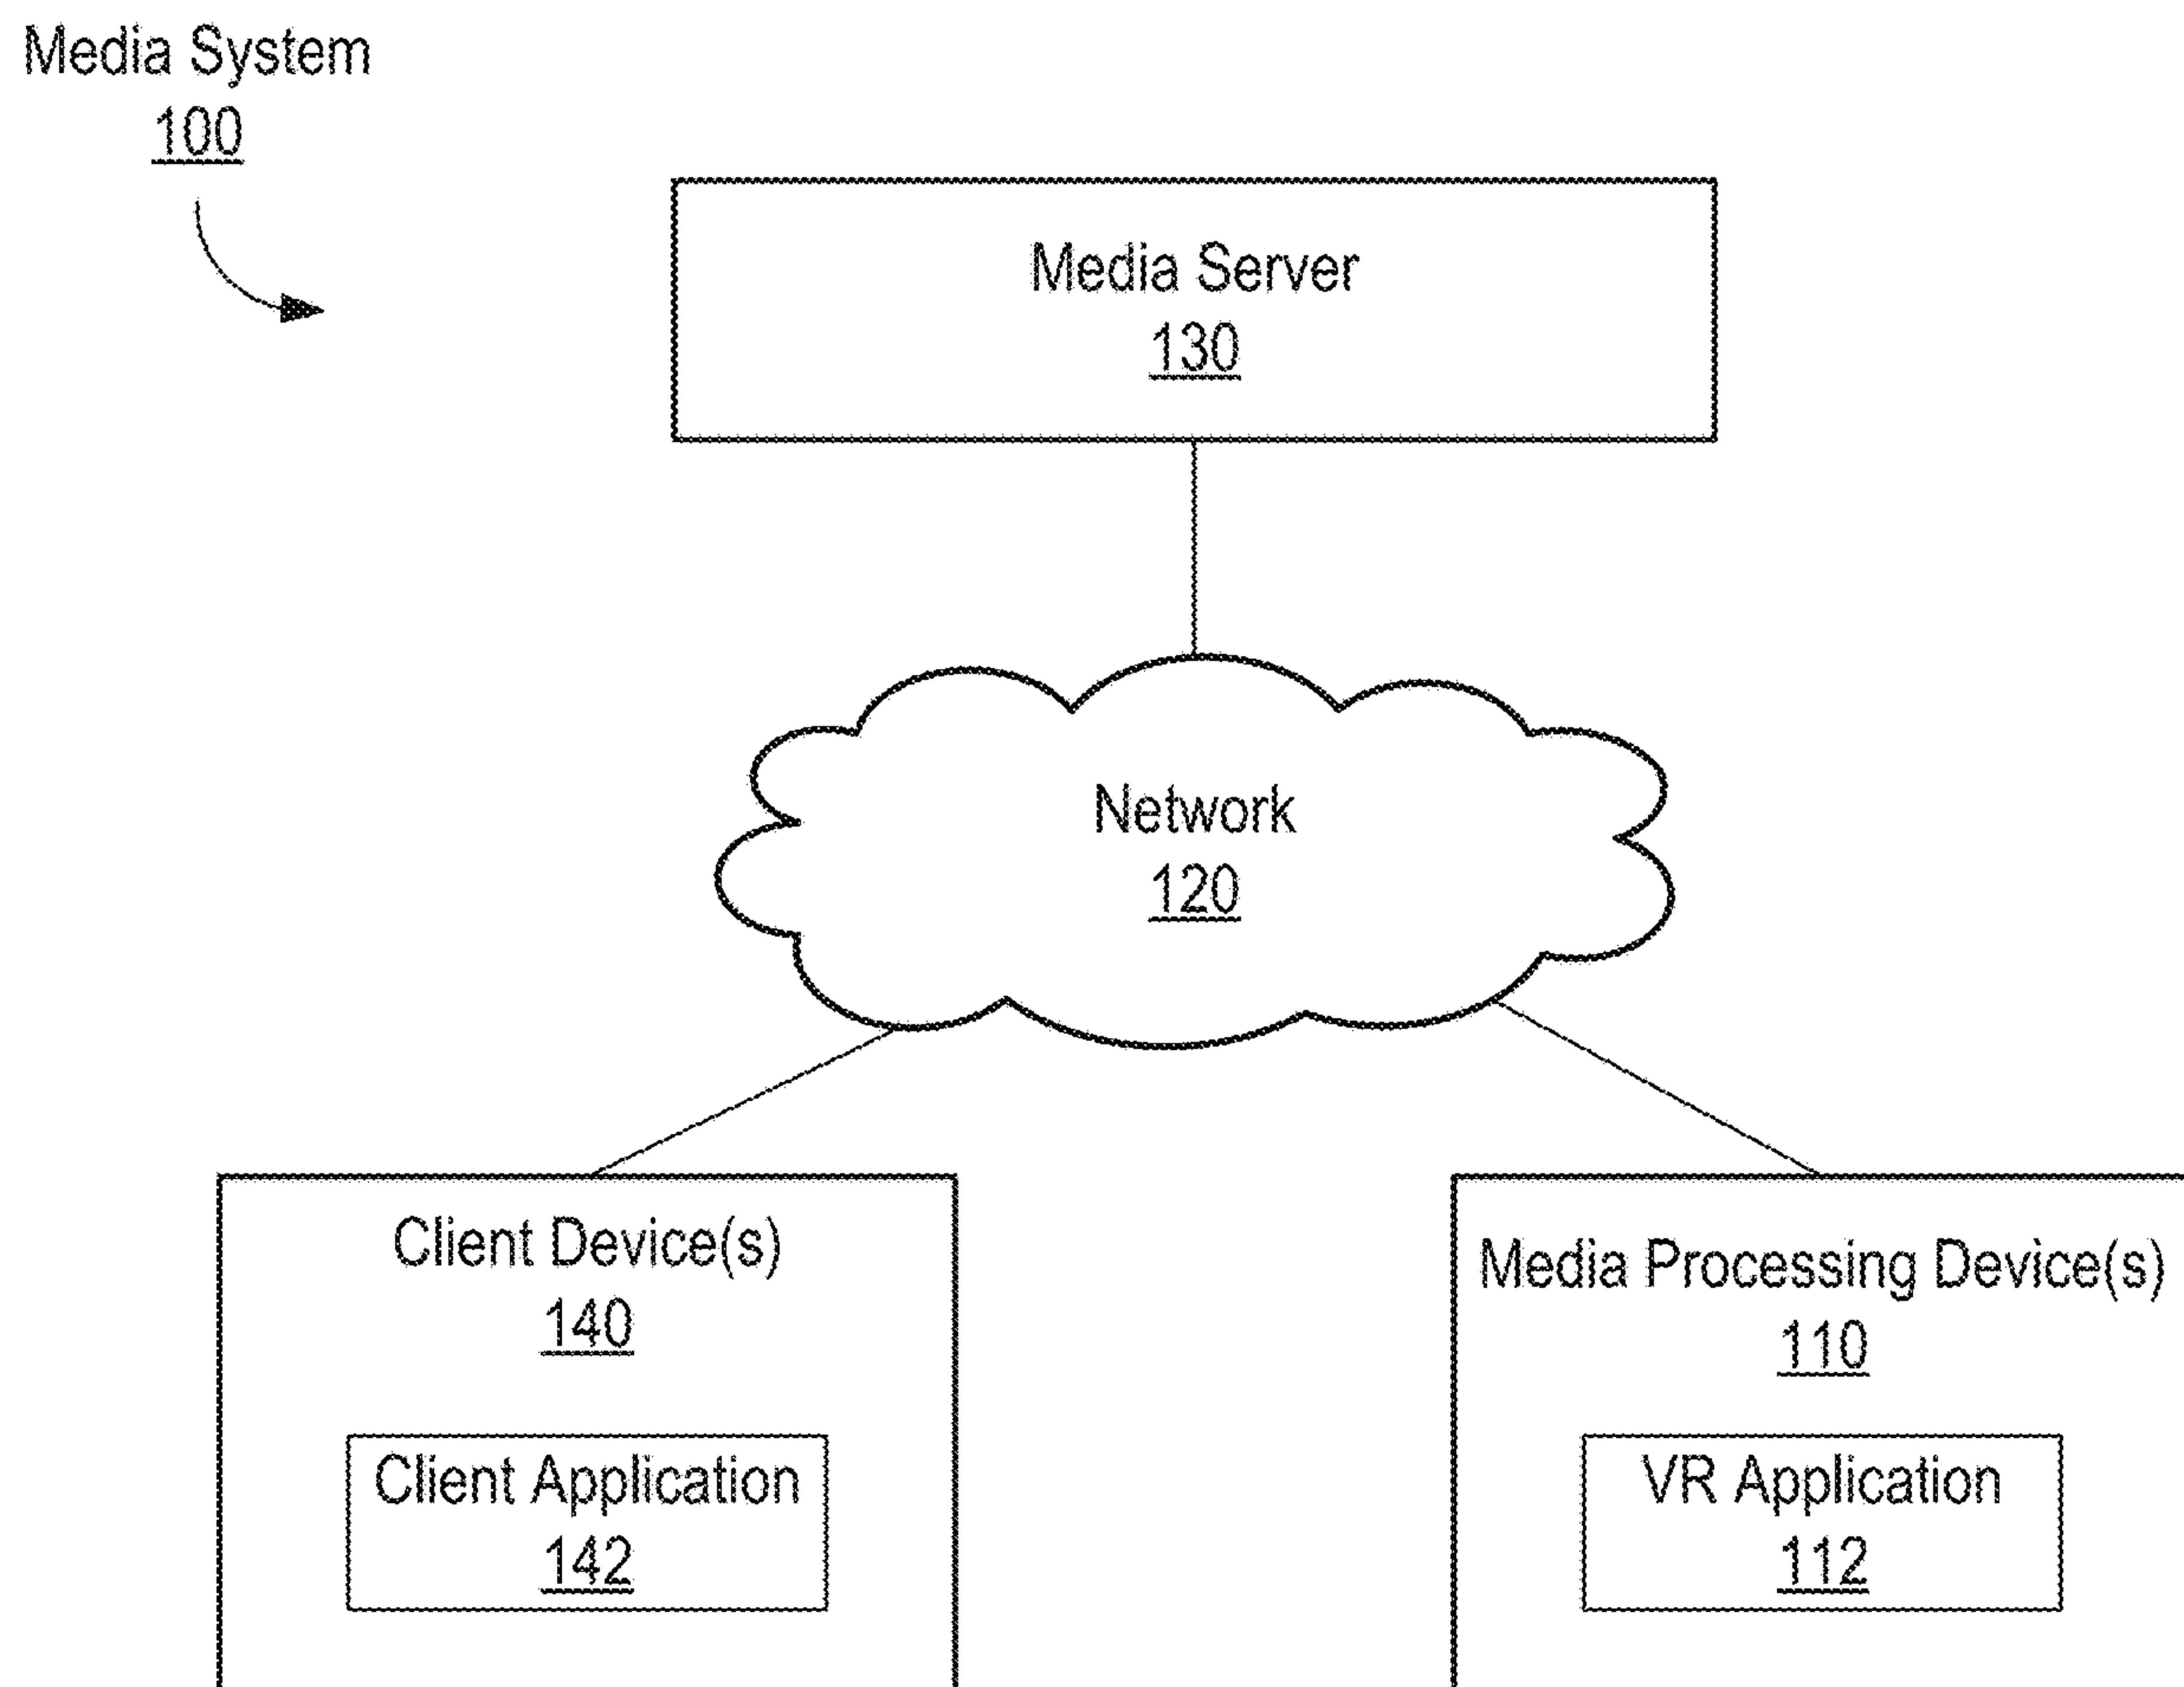 Media System
100
Media Server
130
Network
120
Client Device(s)
140
Client Application
142
Media Processing Device(s)
110
VR Application
112